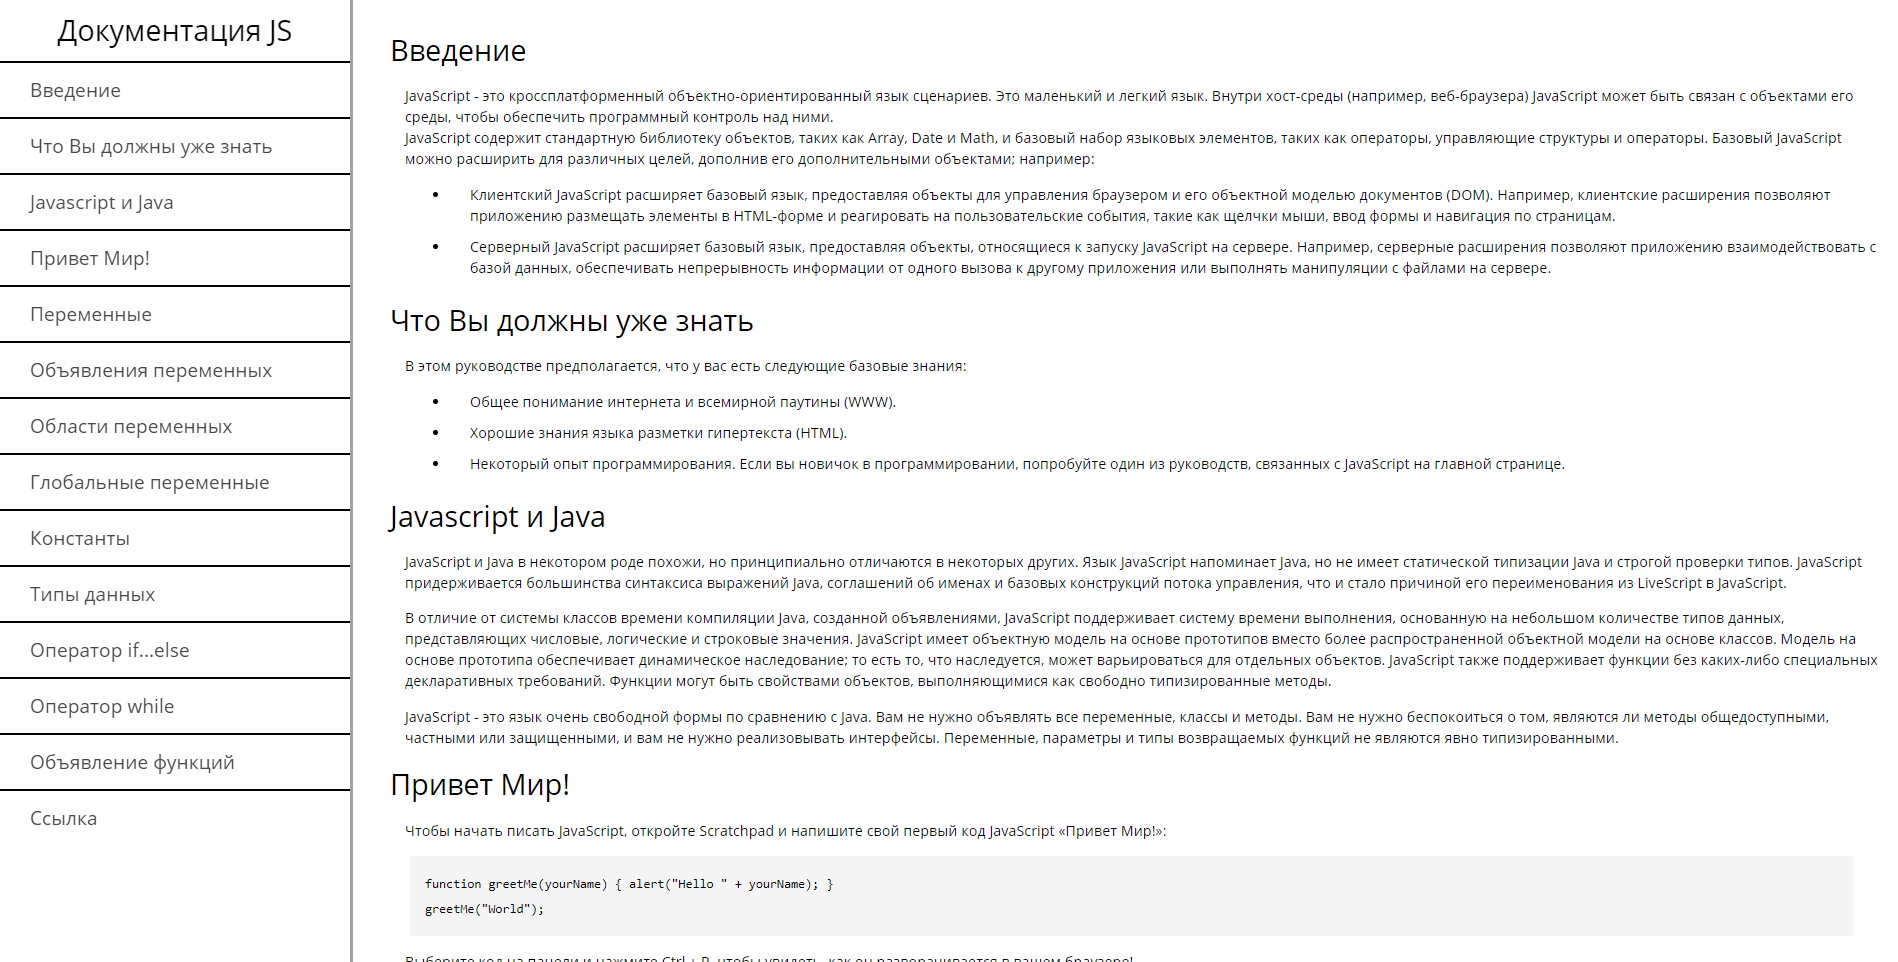 Документация JS
Введение
Что Вы должны уже знать
Javascript и Java
Привет Мир!
Переменные
Объявления переменных
Области переменных
Глобальные переменные
Константы
Типы данных
Оператор if...else
Оператор while
Объявление функций
Ссылка
Введение
JavaScript - это кроссплатформенный объектно-ориентированный язык сценариев. Это маленький и легкий язык. Внутри хост-среды (например, веб-браузера) JavaScript может быть связан с объектами его
среды, чтобы обеспечить программный контроль над ними.
JavaScript содержит стандартную библиотеку объектов, таких как Array, Date и Math, и базовый набор языковых элементов, таких как операторы, управляющие структуры и операторы. Базовый JavaScript
можно расширить для различных целей, дополнив его дополнительными объектами; например:
• Клиентский JavaScript расширяет базовый язык, предоставляя объекты для управления браузером и его объектной моделью документов (DOM). Например, клиентские расширения позволяют
приложению размещать элементы в HTML-форме и реагировать на пользовательские события, такие как щелчки мыши, ввод формы и навигация по страницам.
• Серверный JavaScript расширяет базовый язык, предоставляя объекты, относящиеся к запуску JavaScript на сервере. Например, серверные расширения позволяют приложению взаимодействовать с
базой данных, обеспечивать непрерывность информации от одного вызова к другому приложения или выполнять манипуляции с файлами на сервере.
Что Вы должны уже знать
В этом руководстве предполагается, что у вас есть следующие базовые знания:
• Общее понимание интернета и всемирной паутины (WWW).
• Хорошие знания языка разметки гипертекста (HTML).
• Некоторый опыт программирования. Если вы новичок в программировании, попробуйте один из руководств, связанных с JavaScript на главной странице.
Javascript и Java
JavaScript и Java в некотором роде похожи, но принципиально отличаются в некоторых других. Язык JavaScript напоминает Java, но не имеет статической типизации Java и строгой проверки типов. JavaScript
придерживается большинства синтаксиса выражений Java, соглашений об именах и базовых конструкций потока управления, что и стало причиной его переименования из LiveScript в JavaScript.
В отличие от системы классов времени компиляции Java, созданной объявлениями, JavaScript поддерживает систему времени выполнения, основанную на небольшом количестве типов данных,
представляющих числовые, логические и строковые значения. JavaScript имеет объектную модель на основе прототипов вместо более распространенной объектной модели на основе классов. Модель на
основе прототипа обеспечивает динамическое наследование; то есть то, что наследуется, может варьироваться для отдельных объектов. JavaScript также поддерживает функции без каких-либо специальных
декларативных требований. Функции могут быть свойствами объектов, выполняющимися как свободно типизированные методы.
JavaScript - это язык очень свободной формы по сравнению с Java. Вам не нужно объявлять все переменные, классы и методы. Вам не нужно беспокоиться о том, являются ли методы общедоступными,
частными или защищенными, и вам не нужно реализовывать интерфейсы. Переменные, параметры и типы возвращаемых функций не являются явно типизированными.
Привет Мир!
Чтобы начать писать JavaScript, откройте Scratchpad и напишите свой первый код JavaScript «Привет Мир!»:
function greetMe(yourName) { alert("Hello " + yourName); }
greetMe("World");
Выберите код на панели и нажмите Ctrl + R, чтобы увидеть, как он разворачивается в вашем браузере!